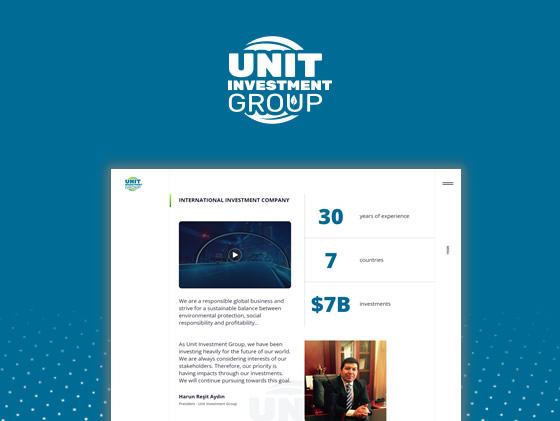 UNIT
INVESTMENT
GROUP
UNIT
INVESTMENT
INTERNATIONAL INVESTMENT COMPANY
We are a responsible global business and
strive for a sustainable balance between
environmental protection, social
responsibility and profitability...
As Unit Investment Group, we have been
investing heavily for the future of our world.
We are always considering interests of our
stakeholders. Therefore, our priority is
having impacts through our investments.
We will continue pursuing towards this goal.
Harun Reşit Aydın
President - Unit Investment Group
30 years of experience
7 countries
$7B investments
UNIT